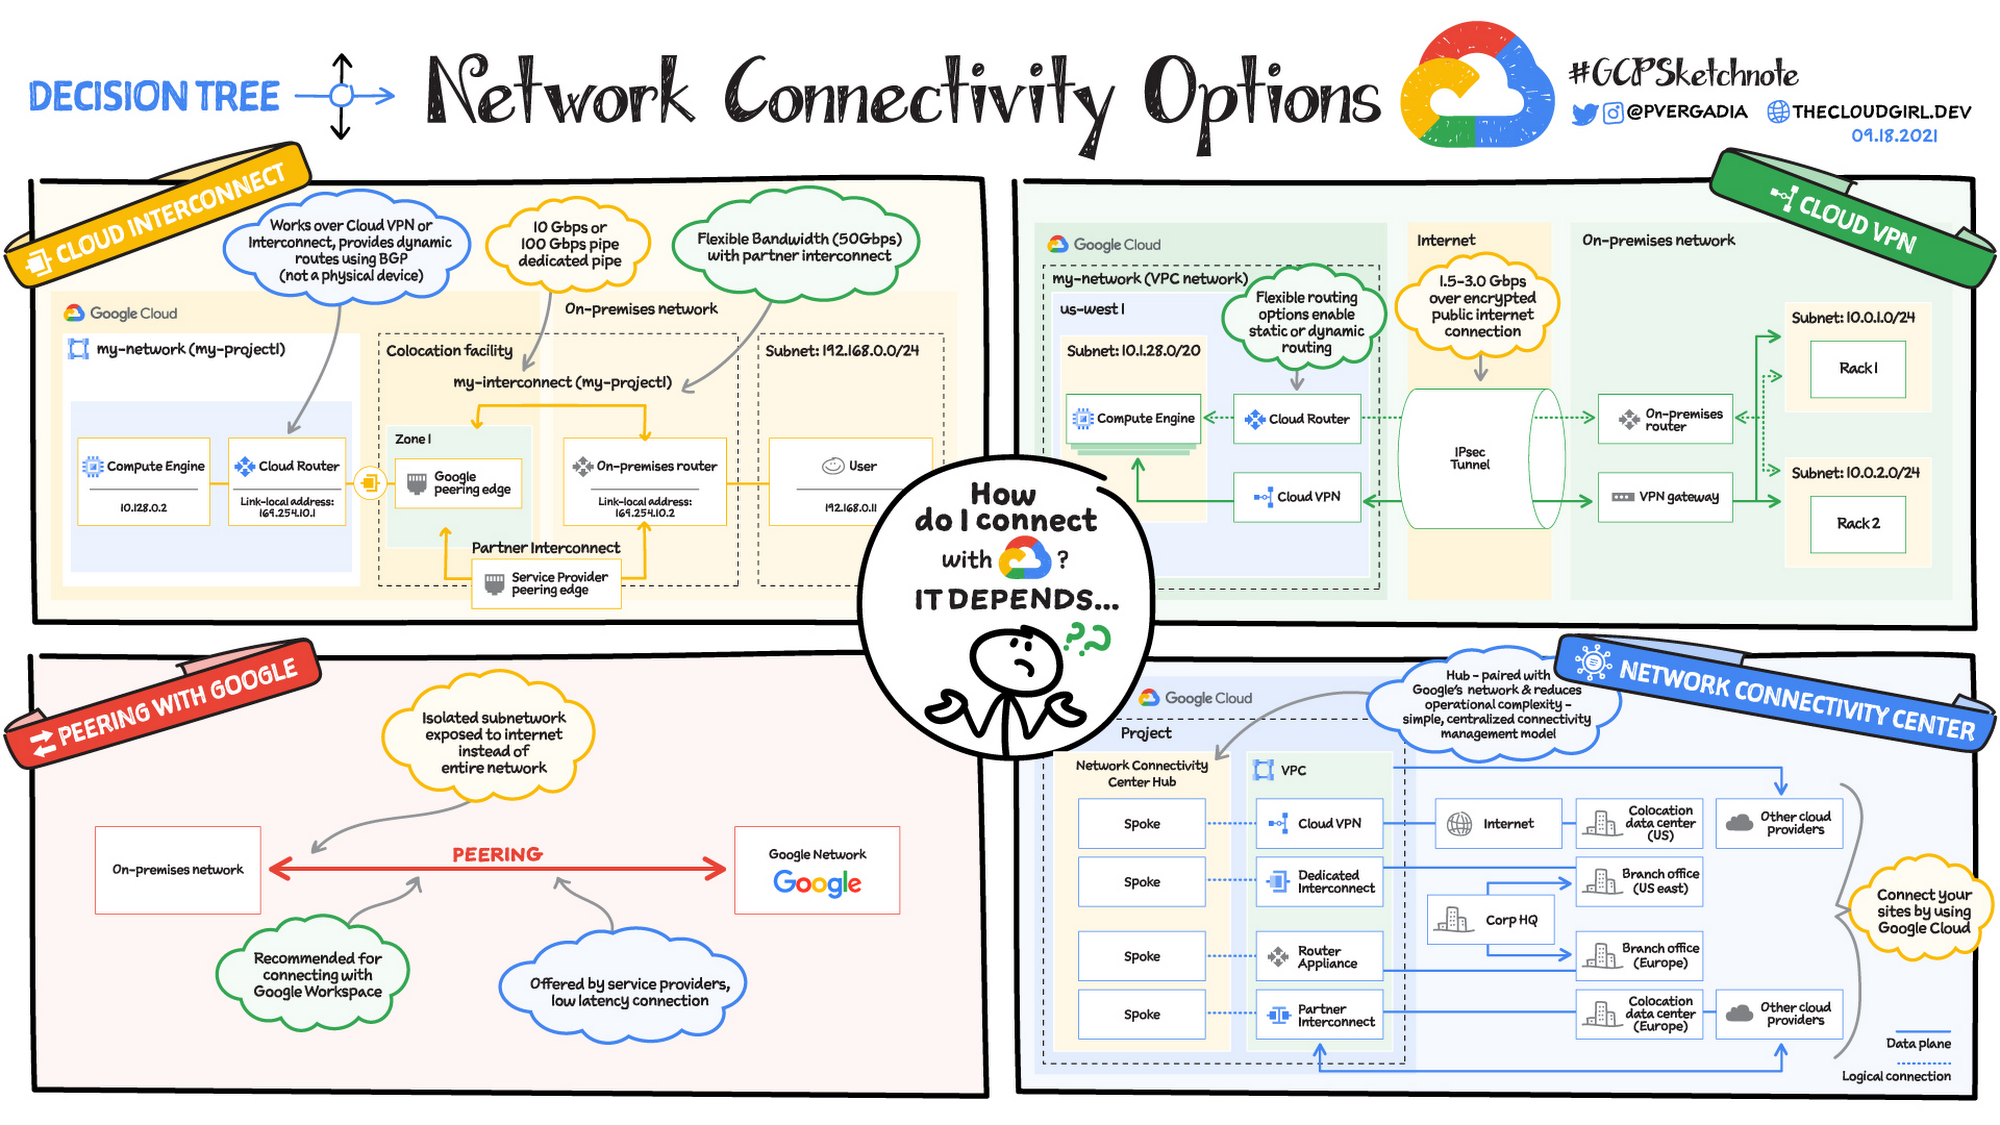 DECISION TREE
Network Connectivity Options
#GCPSketchnote
@PVERGADIA
THECLOUDGIRL.DEV
09.18.2021
CLOUD INTERCONNECT
Works over Cloud VPN or
Interconnect, provides dynamic
routes using BGP
(not a physical device)
10 Gbps or
100 Gbps pipe
dedicated pipe
Flexible Bandwidth (50Gbps)
with partner interconnect
Google Cloud
On-premises network
my-network (my-project1)
Colocation facility
Subnet: 192.168.0.0/24
my-interconnect (my-project1)
Zone 1
Compute Engine
10.128.0.2
Cloud Router
Link-local address:
169.254.10.1
Google
peering edge
On-premises router
Link-local address:
169.254.10.2
User
192.168.0.11
Partner Interconnect
Service Provider
peering edge
CLOUD VPN
Google Cloud
Internet
On-premises network
my-network (VPC network)
us-west 1
Subnet: 10.1.28.0/20
Flexible routing
options enable
static or dynamic
routing
1.5-3.0 Gbps
over encrypted
public internet
connection
Compute Engine
Cloud Router
Cloud VPN
IPsec
Tunnel
On-premises
router
VPN gateway
Subnet: 10.0.1.0/24
Rack 1
Subnet: 10.0.2.0/24
Rack 2
How
do I connect
with ?
IT DEPENDS...
??
PEERING WITH GOOGLE
Isolated subnetwork
exposed to internet
instead of
entire network
On-premises network
PEERING
Google Network
Google
Recommended for
connecting with
Google Workspace
Offered by service providers,
low latency connection
NETWORK CONNECTIVITY CENTER
Google Cloud
Hub - paired with
Google's network & reduces
operational complexity -
simple, centralized connectivity
management model
Project
Network Connectivity
Center Hub
VPC
Spoke
Cloud VPN
Internet
Colocation
data center
(US)
Other cloud
providers
Spoke
Dedicated
Interconnect
Branch office
(US east)
Corp HQ
Spoke
Router
Appliance
Branch office
(Europe)
Spoke
Partner
Interconnect
Colocation
data center
(Europe)
Other cloud
providers
Connect your
sites by using
Google Cloud
Data plane
Logical connection